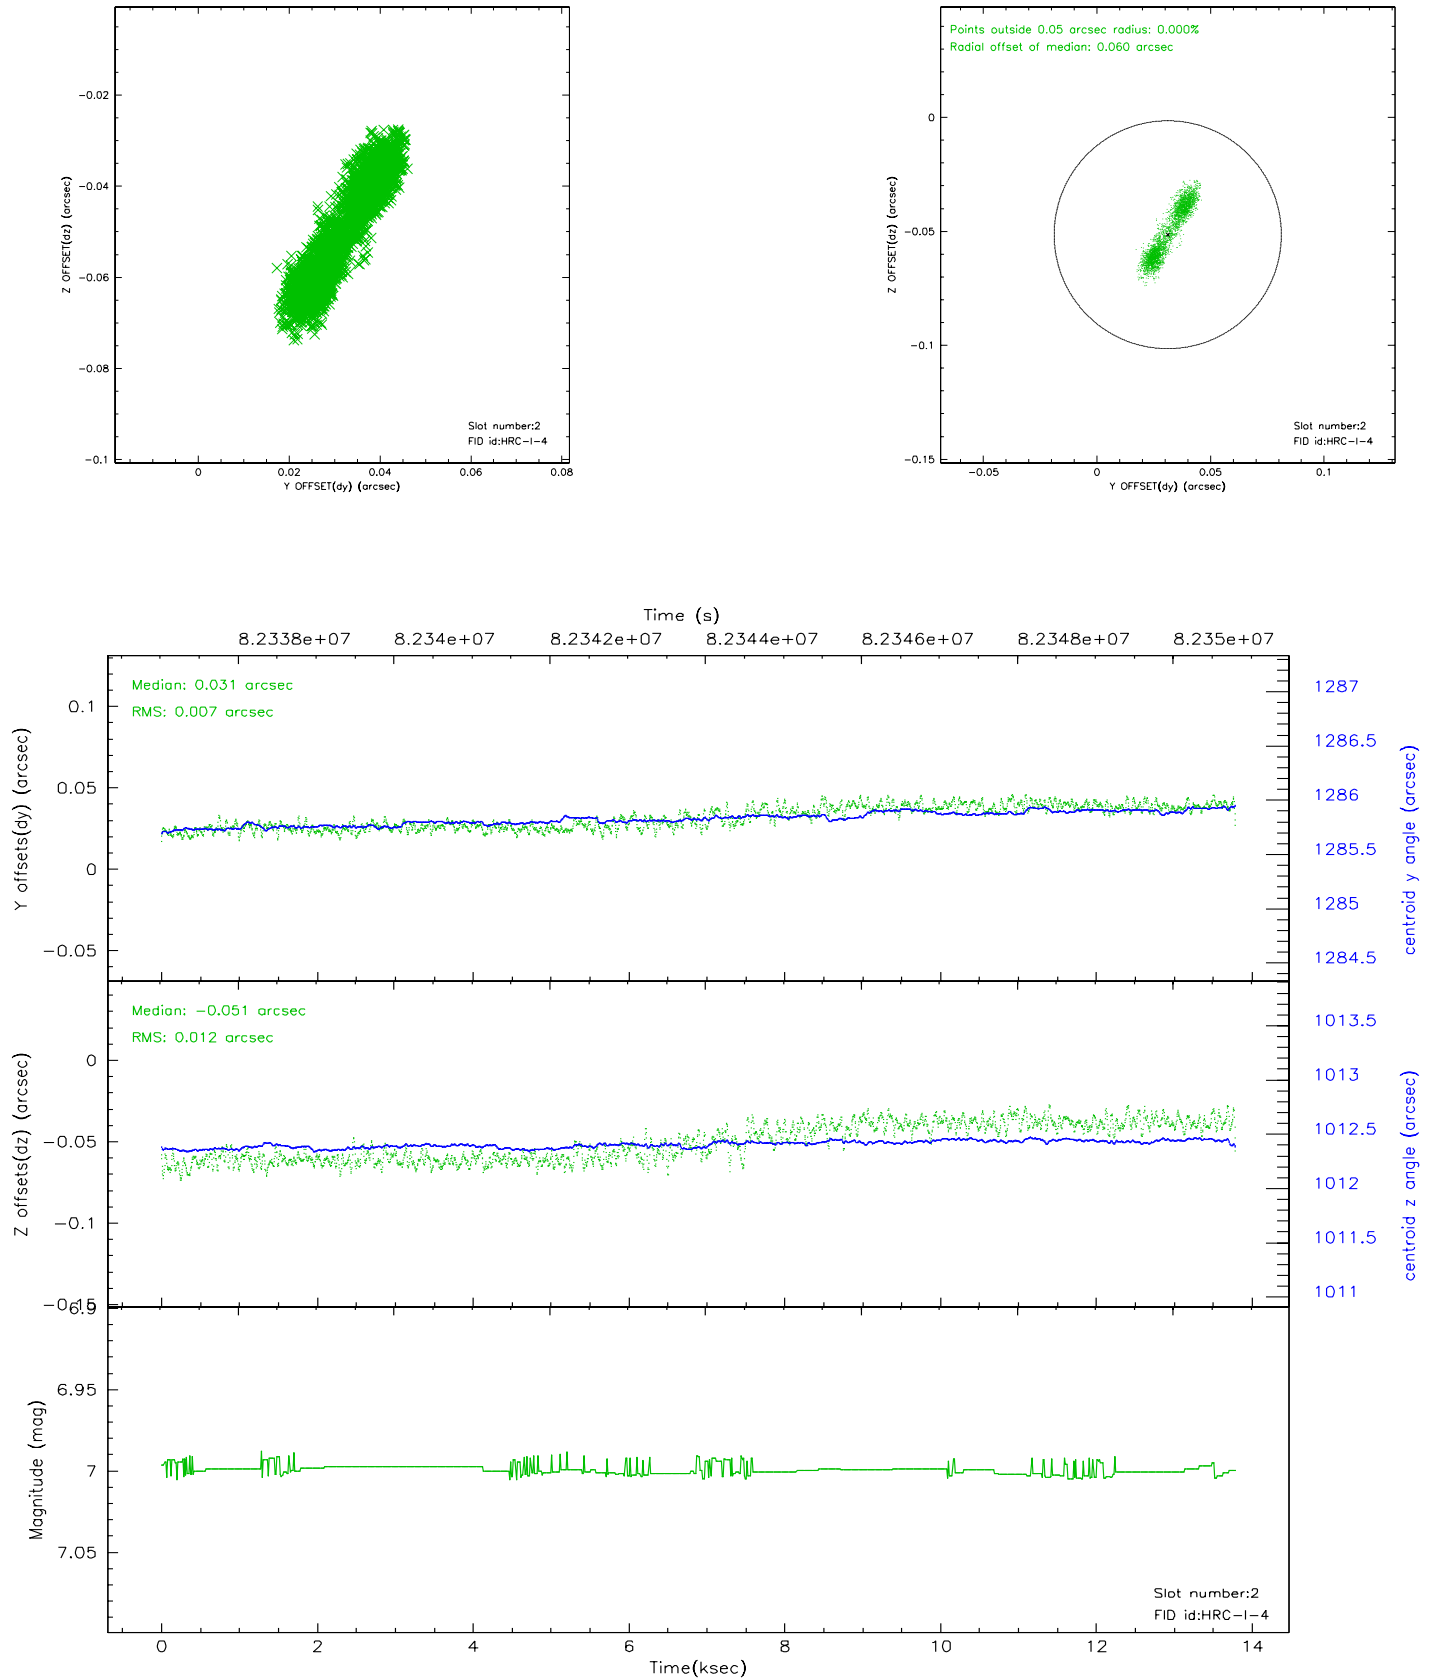 -0.02
-0.04
-0.06
-0.08
-0.1
Z OFFSET(dz) (arcsec)
Slot number:2
FID id:HRC-I-4
0 0.02 0.04 0.06 0.08
Y OFFSET(dy) (arcsec)
Points outside 0.05 arcsec radius: 0.000%
Radial offset of median: 0.060 arcsec
0
-0.05
-0.1
-0.15
Z OFFSET(dz) (arcsec)
Slot number:2
FID id:HRC-I-4
-0.05 0 0.05 0.1
Y OFFSET(dy) (arcsec)
Time (s)
8.2338e+07 8.234e+07 8.2342e+07 8.2344e+07 8.2346e+07 8.2348e+07 8.235e+07
Median: 0.031 arcsec
RMS: 0.007 arcsec
0.1
0.05
0
-0.05
Y offsets(dy) (arcsec)
1287
1286.5
1286
1285.5
1285
1284.5
centroid y angle (arcsec)
Median: -0.051 arcsec
RMS: 0.012 arcsec
0
-0.05
-0.1
-0.15
Z offsets(dz) (arcsec)
1013.5
1013
1012.5
1012
1011.5
1011
centroid z angle (arcsec)
6.9
6.95
7
7.05
Magnitude (mag)
Slot number:2
FID id:HRC-I-4
0 2 4 6 8 10 12 14
Time(ksec)